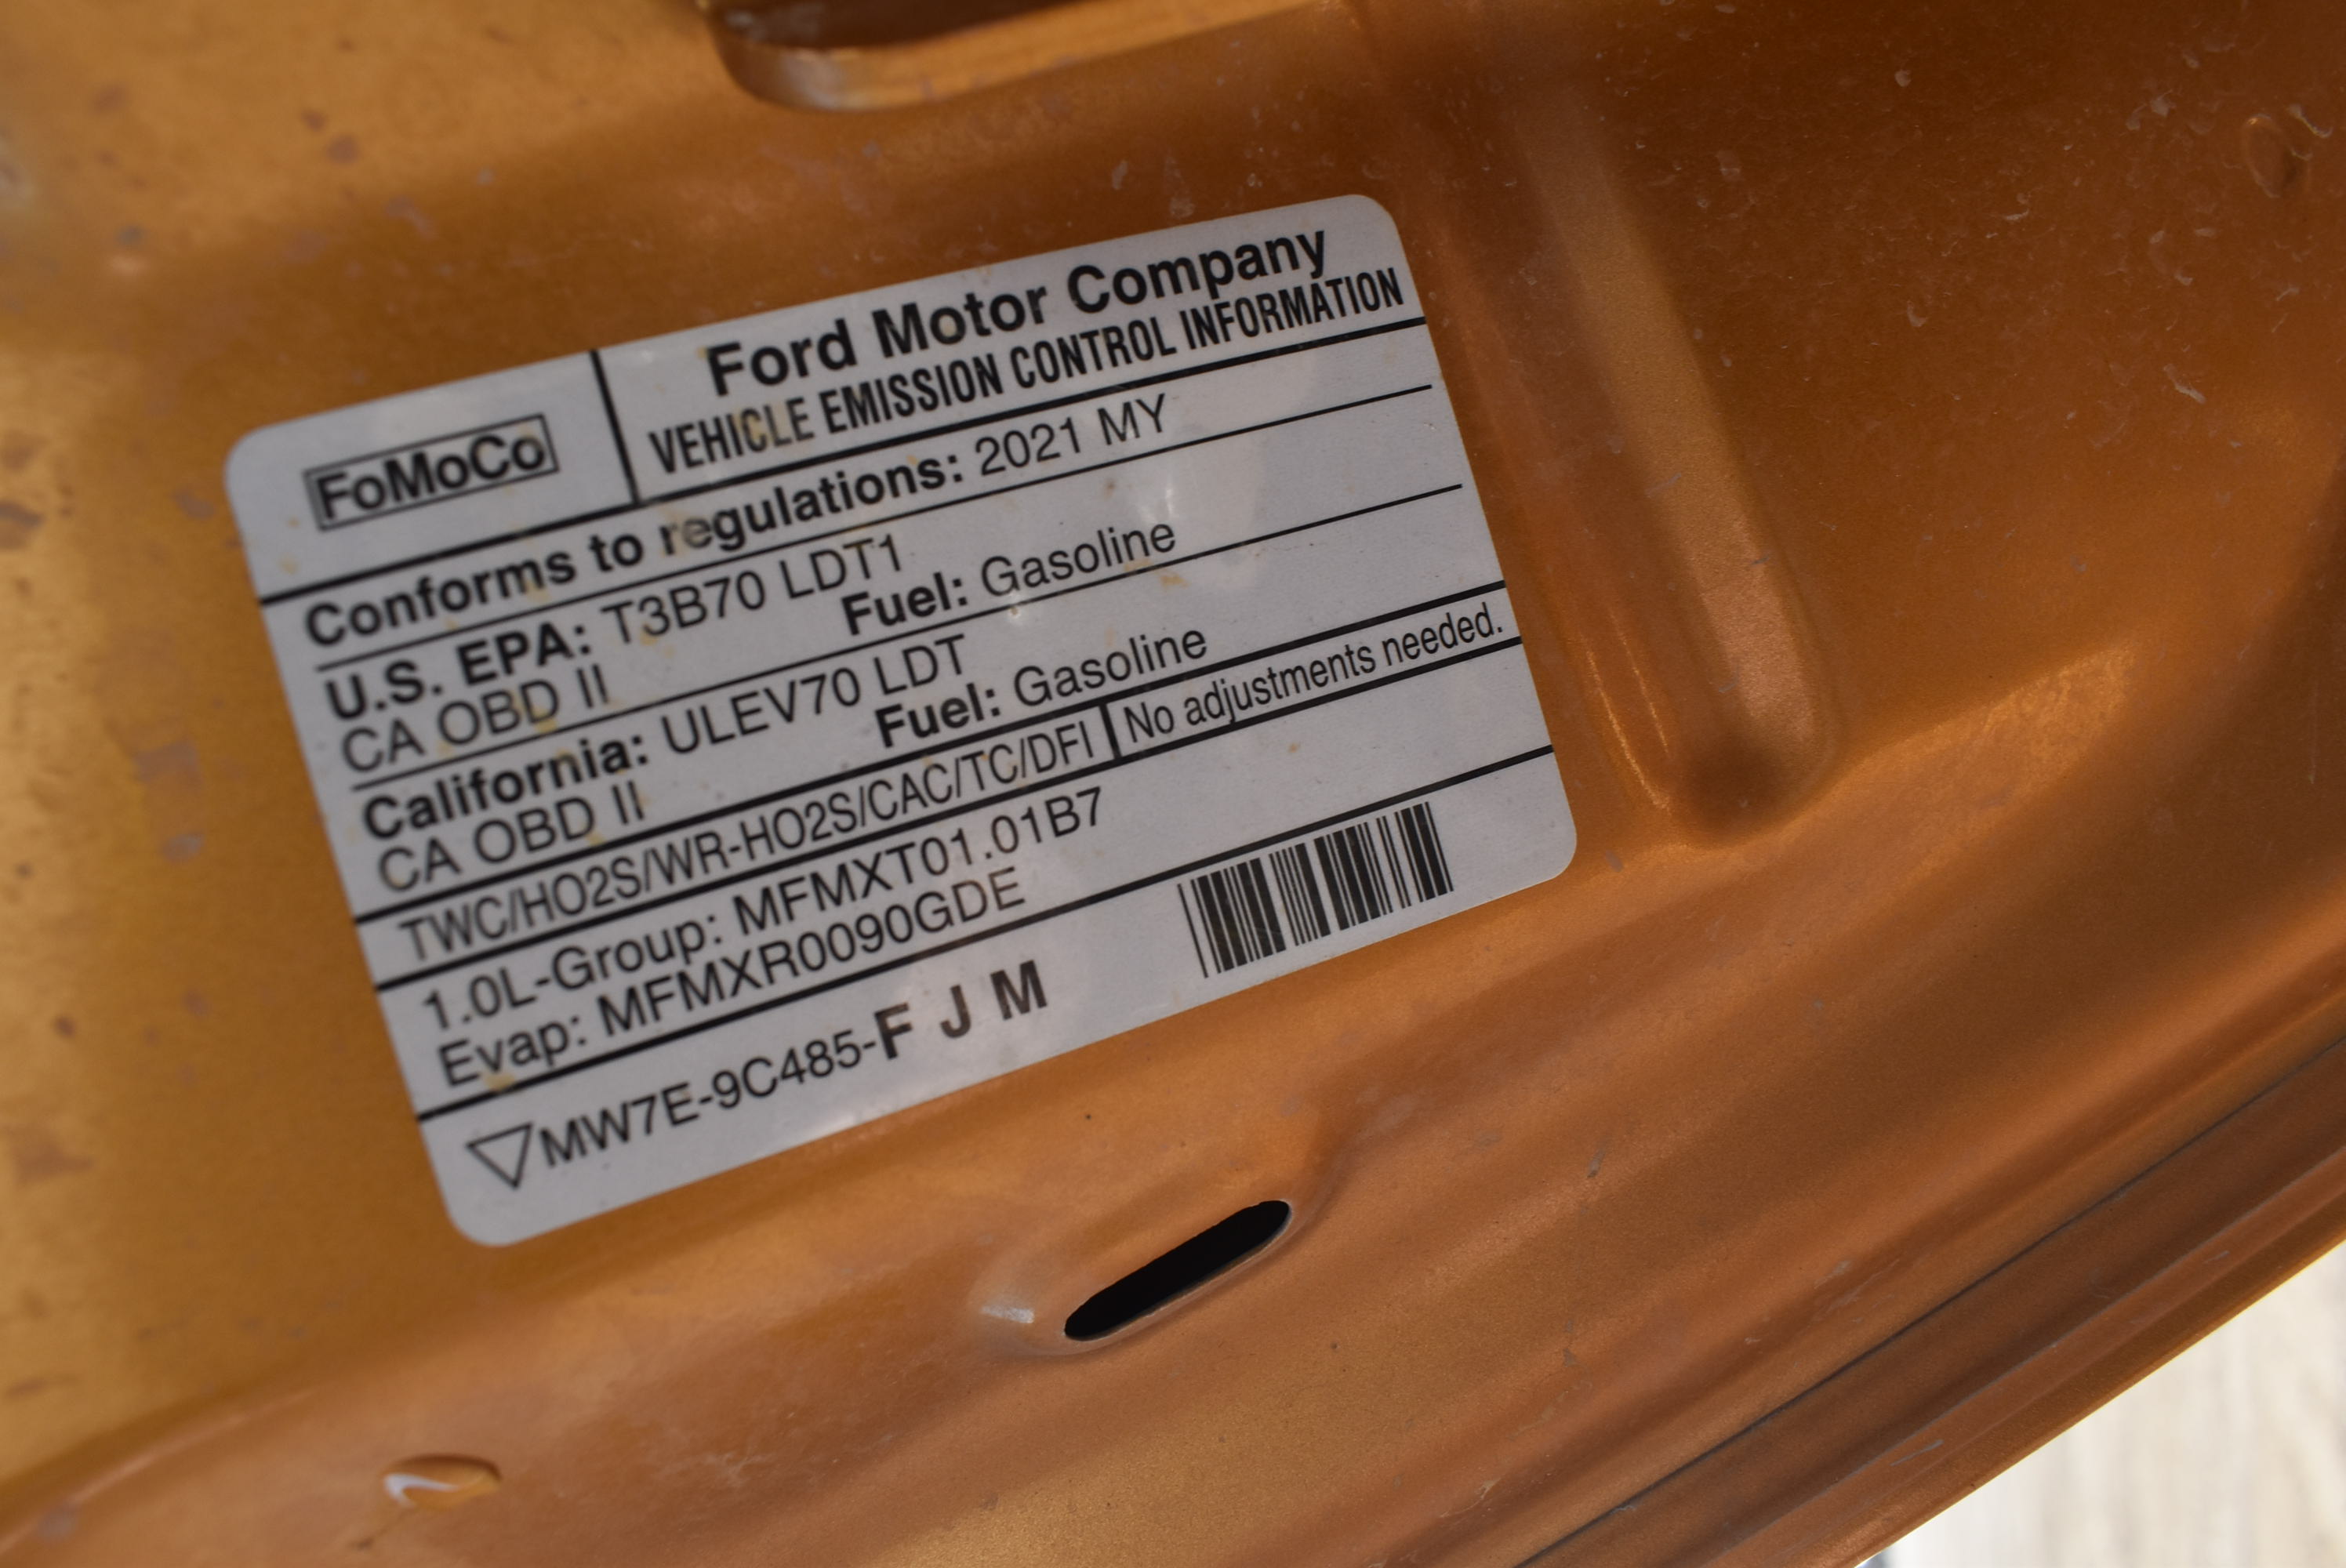 FoMoCo
Ford Motor Company
VEHICLE EMISSION CONTROL INFORMATION
Conforms to regulations: 2021 MY
U.S. EPA: T3B70 LDT1
CA OBD II Fuel: Gasoline
California: ULEV70 LDT
CA OBD II Fuel: Gasoline
TWC/HO2S/WR-HO2S/CAC/TC/DFI No adjustments needed.
1.0L-Group: MFMXT01.01B7
Evap: MFMXR0090GDE
MW7E-9C485-F J M